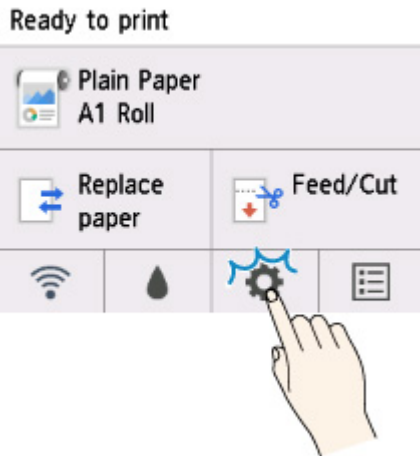 Ready to print
Plain Paper
A1 Roll
Replace
paper
Feed/Cut